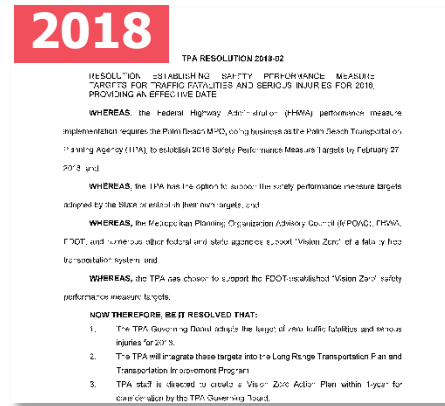 2018
TPA RESOLUTION 2018-02
RESOLUTION ESTABLISHING SAFETY PERFORMANCE MEASURE
TARGETS FOR TRAFFIC FATALITIES AND SERIOUS INJURIES FOR 2018,
PROVIDING AN EFFECTIVE DATE
WHEREAS, the Federal Highway Administration (FHWA) performance measure
implementation requires the Palm Beach MPO, doing business as the Palm Beach Transportation
Planning Agency (TPA), to establish 2018 Safety Performance Measure Targets by February 27
2018; and
WHEREAS, the TPA has the option to support the safety performance measure targets
adopted by the State or establish their own targets; and
WHEREAS, the Metropolitan Planning Organization Advisory Council (MPOAC), FHWA,
FDOT, and numerous other federal and state agencies support "Vision Zero" of a fatality free
transportation system; and
WHEREAS, the TPA has chosen to support the FDOT-established "Vision Zero" safety
performance measure targets.
NOW THEREFORE, BE IT RESOLVED THAT:
1. The TPA Governing Board adopts the target of zero traffic fatalities and serious
injuries for 2018.
2. The TPA will integrate these targets into the Long Range Transportation Plan and
Transportation Improvement Program
3. TPA staff is directed to create a Vision Zero Action Plan within 1-year for
consideration by the TPA Governing Board.